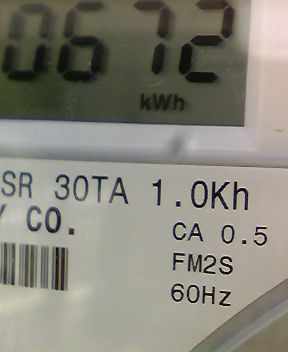 0672
kWh
SR 30TA 1.0Kh
Y CO.
CA 0.5
FM2S
60Hz